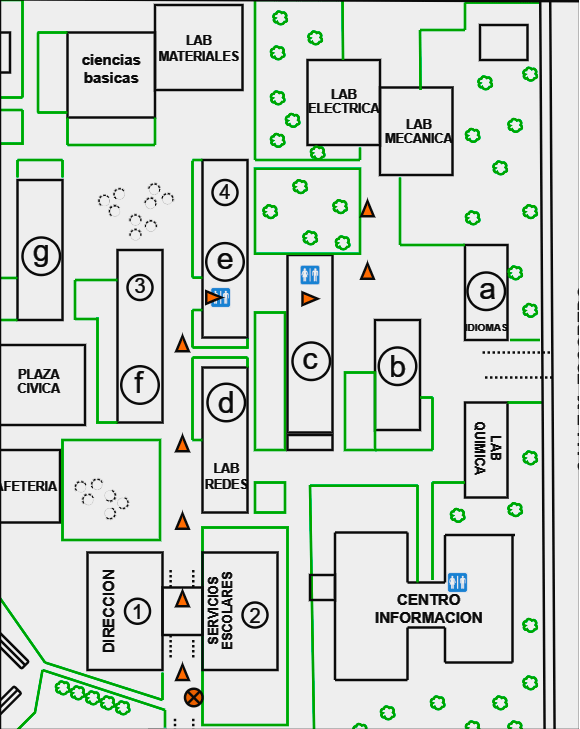 LAB
MATERIALES
ciencias
basicas
LAB
ELECTRICA
LAB
MECANICA
4
g
e
3
a
IDIOMAS
c
b
PLAZA
CIVICA
f
d
LAB
QUIMICA
LAB
REDES
AFETERIA
DIRECCION
1
SERVICIOS
ESCOLARES
2
CENTRO
INFORMACION